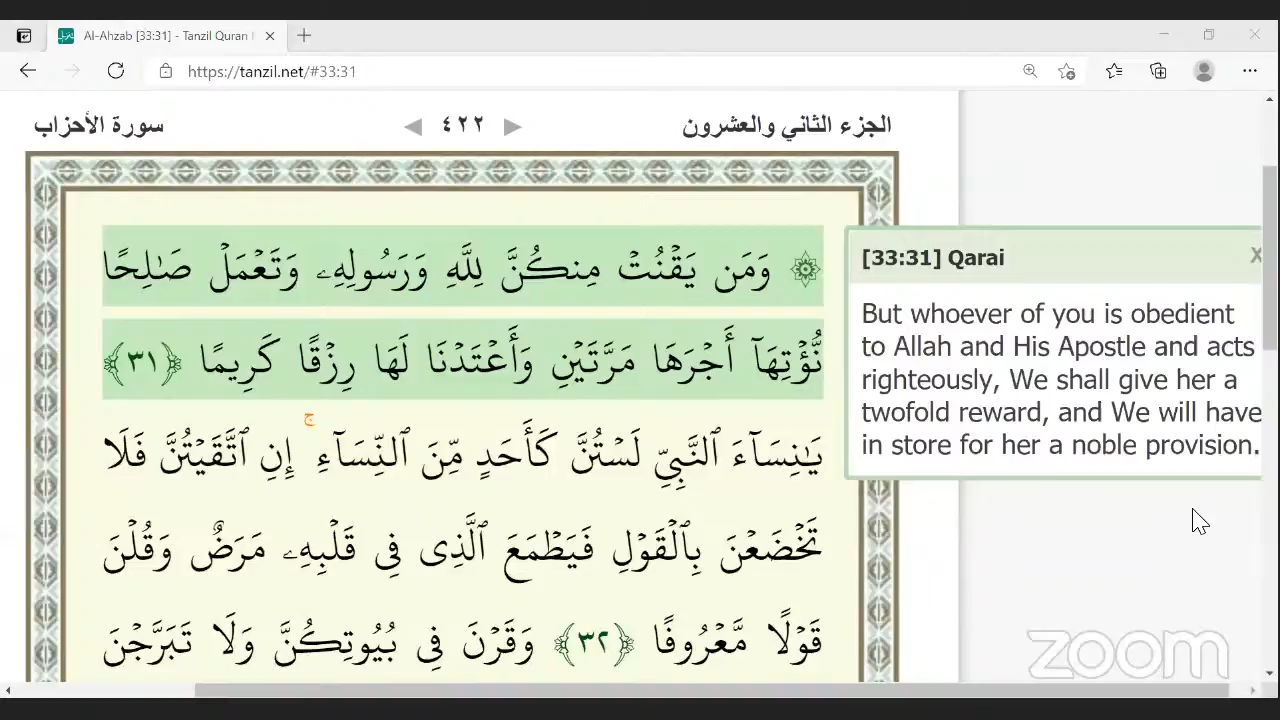 Al-Ahzab [33:31] - Tanzil Quran
https://tanzil.net/#33:31
الجزء الثاني والعشرون
٤٢٢
سورة الأحزاب
۞ وَمَن يَقْنُتْ مِنكُنَّ لِلَّهِ وَرَسُولِهِۦ وَتَعْمَلْ صَـٰلِحًا
نُّؤْتِهَآ أَجْرَهَا مَرَّتَيْنِ وَأَعْتَدْنَا لَهَا رِزْقًا كَرِيمًا ﴿٣١﴾
يَـٰنِسَآءَ ٱلنَّبِىِّ لَسْتُنَّ كَأَحَدٍ مِّنَ ٱلنِّسَآءِ ۚ إِنِ ٱتَّقَيْتُنَّ فَلَا
تَخْضَعْنَ بِٱلْقَوْلِ فَيَطْمَعَ ٱلَّذِى فِى قَلْبِهِۦ مَرَضٌ وَقُلْنَ
قَوْلًا مَّعْرُوفًا ﴿٣٢﴾ وَقَرْنَ فِى بُيُوتِكُنَّ وَلَا تَبَرَّجْنَ
[33:31] Qarai
X
But whoever of you is obedient
to Allah and His Apostle and acts
righteously, We shall give her a
twofold reward, and We will have
in store for her a noble provision.
zoom